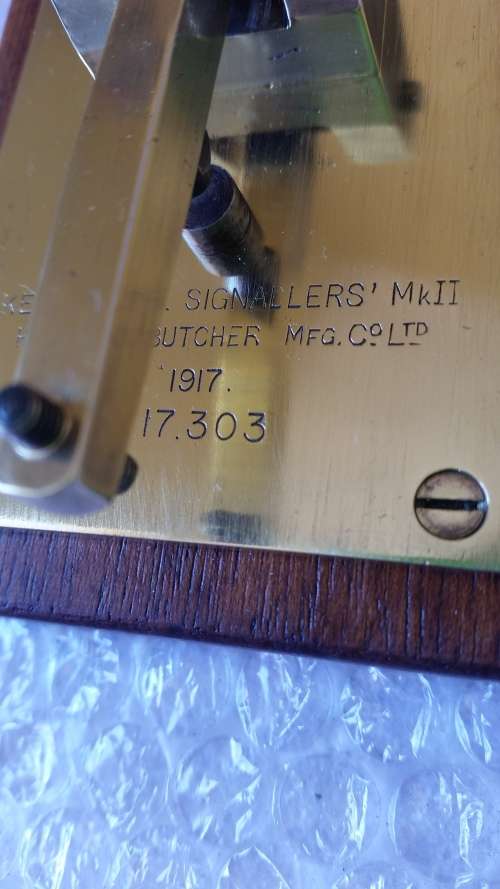 SIGNALLERS' MkII
BUTCHER MFG. Co LTD
1917.
17.303